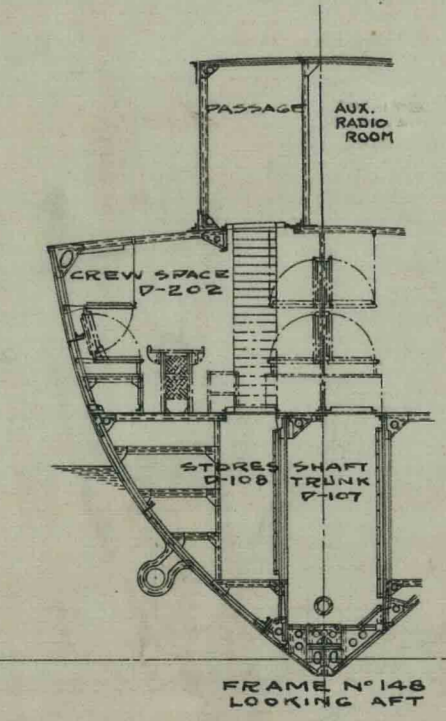 PASSAGE
AUX.
RADIO
ROOM
CREW SPACE
D-202
STORES
D-108
SHAFT
TRUNK
D-107
FRAME Nº 148
LOOKING AFT